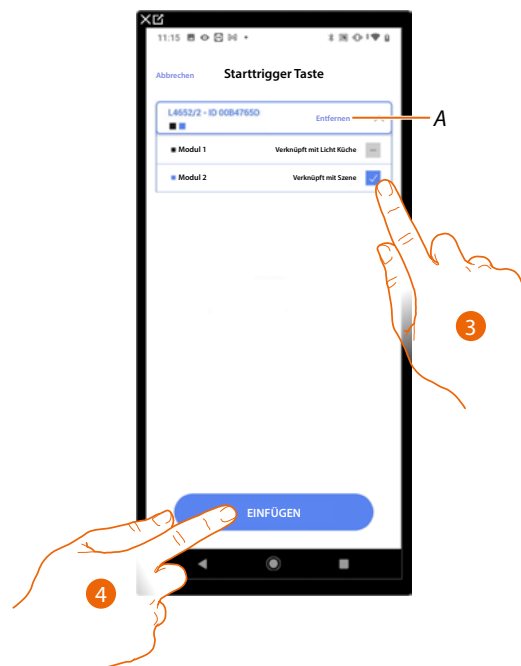 11:15
Abbrechen Starttrigger Taste
L4652/2 - ID 00B4765D
Entfernen
A
Modul 1 Verknüpft mit Licht Küche
Modul 2 Verknüpft mit Szene
3
EINFÜGEN
4